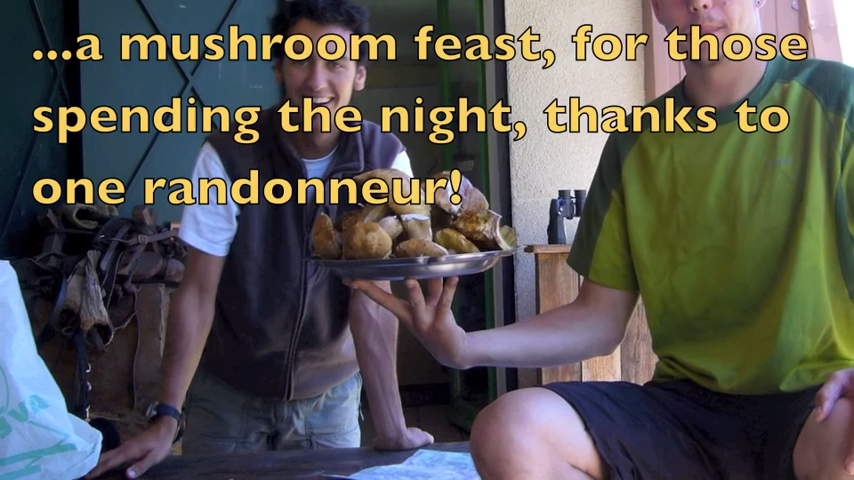 ...a mushroom feast, for those
spending the night, thanks to
one randonneur!